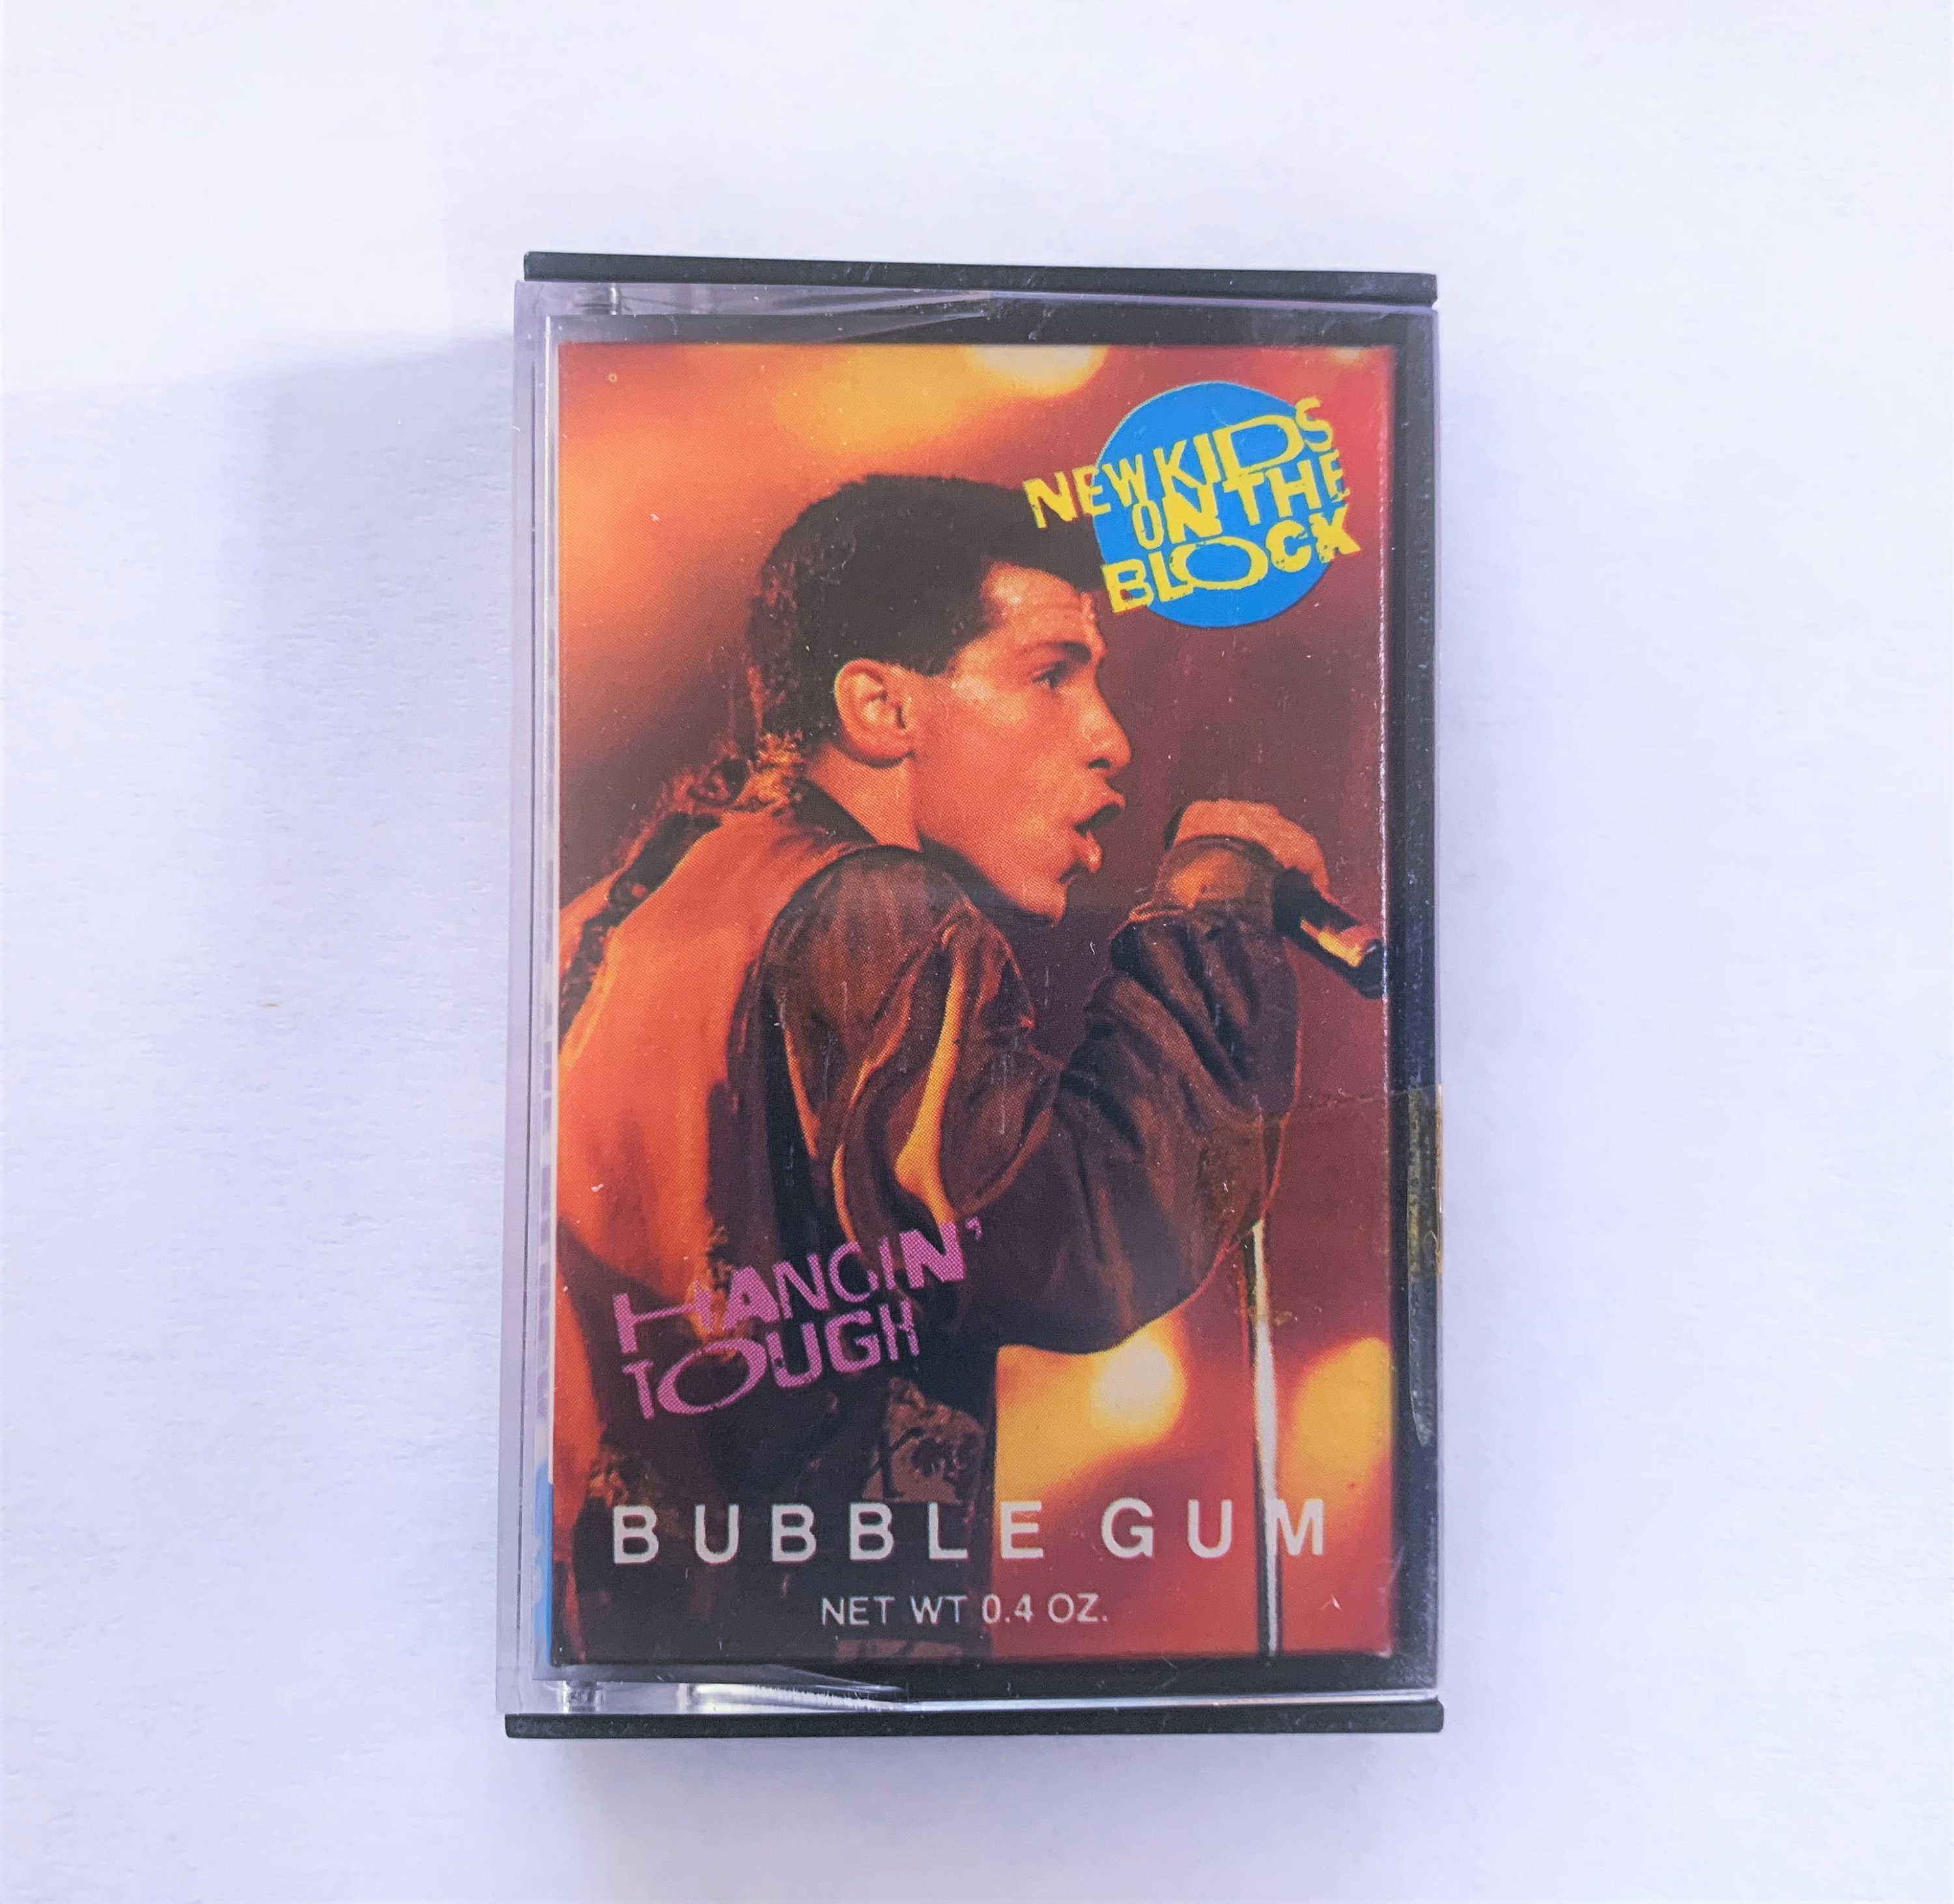 NEW KIDS
ON THE
BLOCK
HANGIN'
TOUGH
BUBBLE GUM
NET WT 0.4 OZ.